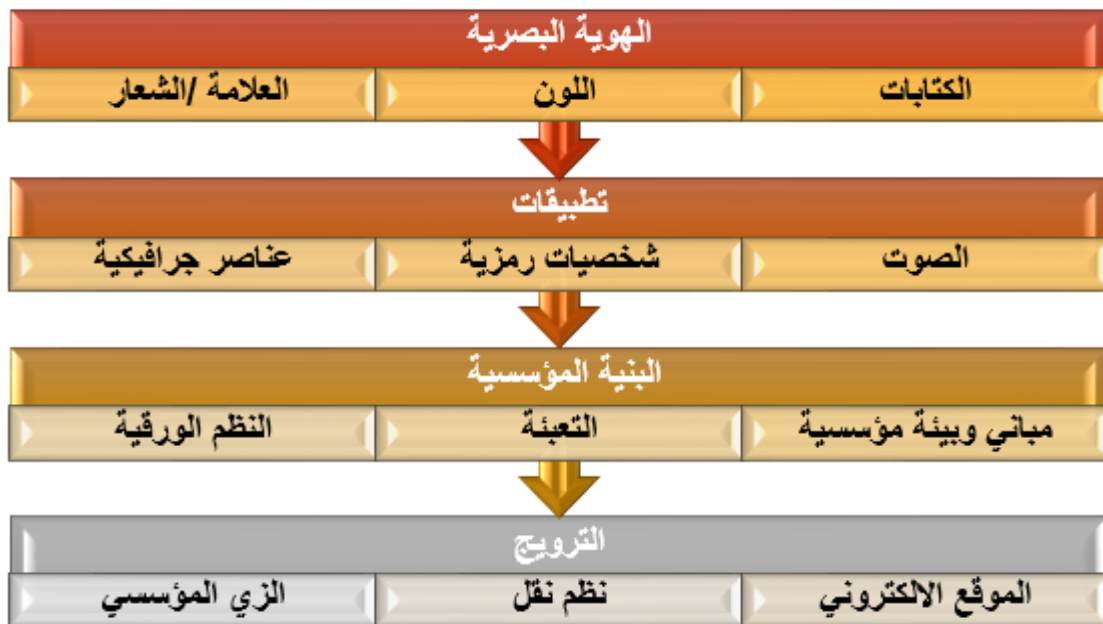 الهوية البصرية
الكتابات اللون العلامة /الشعار
تطبيقات
الصوت شخصيات رمزية عناصر جرافيكية
البنية المؤسسية
مباني وبيئة مؤسسية التعبئة النظم الورقية
الترويج
الموقع الالكتروني نظم نقل الزي المؤسسي